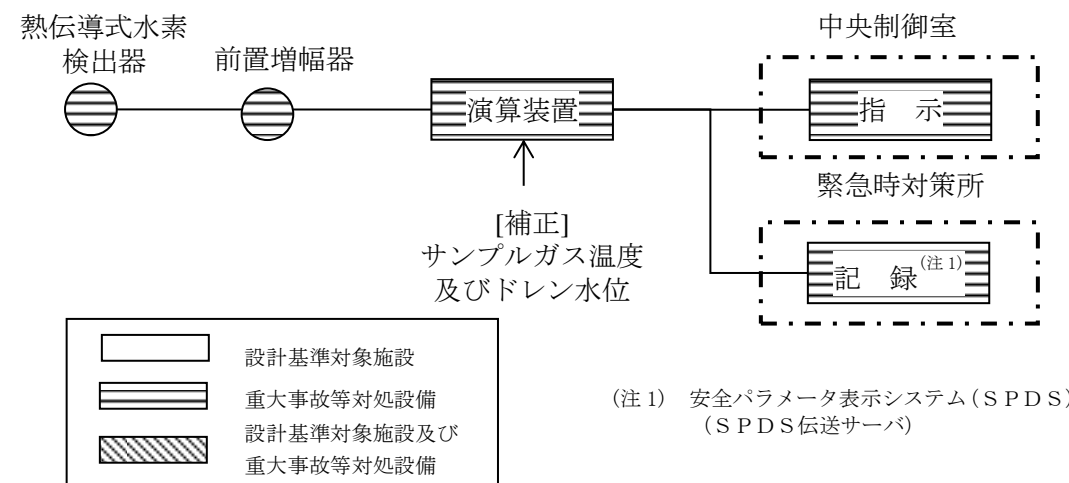 熱伝導式水素
検出器
前置増幅器
演算装置
中央制御室
指 示
[補正]
サンプルガス温度
及びドレン水位
緊急時対策所
記 録(注1)
設計基準対象施設
重大事故等対処設備
設計基準対象施設及び
重大事故等対処設備
(注1) 安全パラメータ表示システム(SPDS)
(SPDS伝送サーバ)